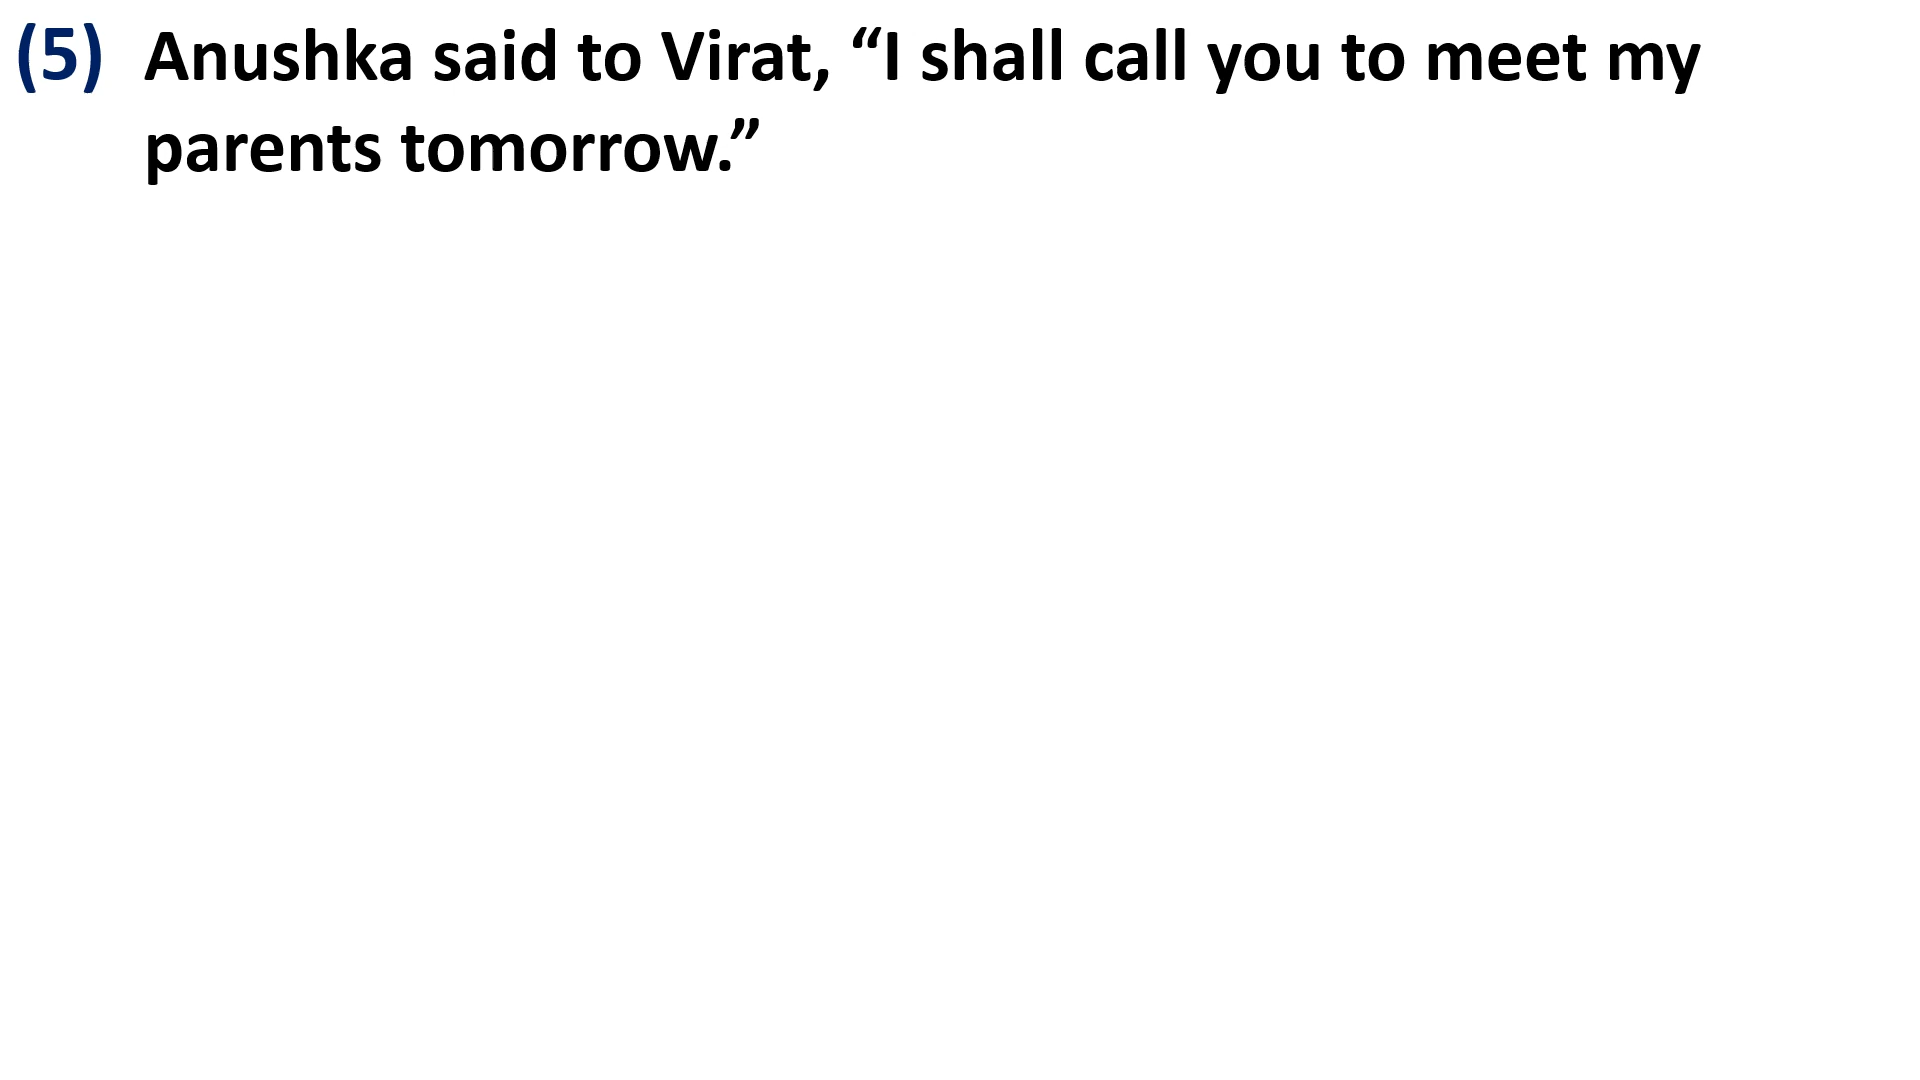 (5) Anushka said to Virat, “I shall call you to meet my
parents tomorrow.”